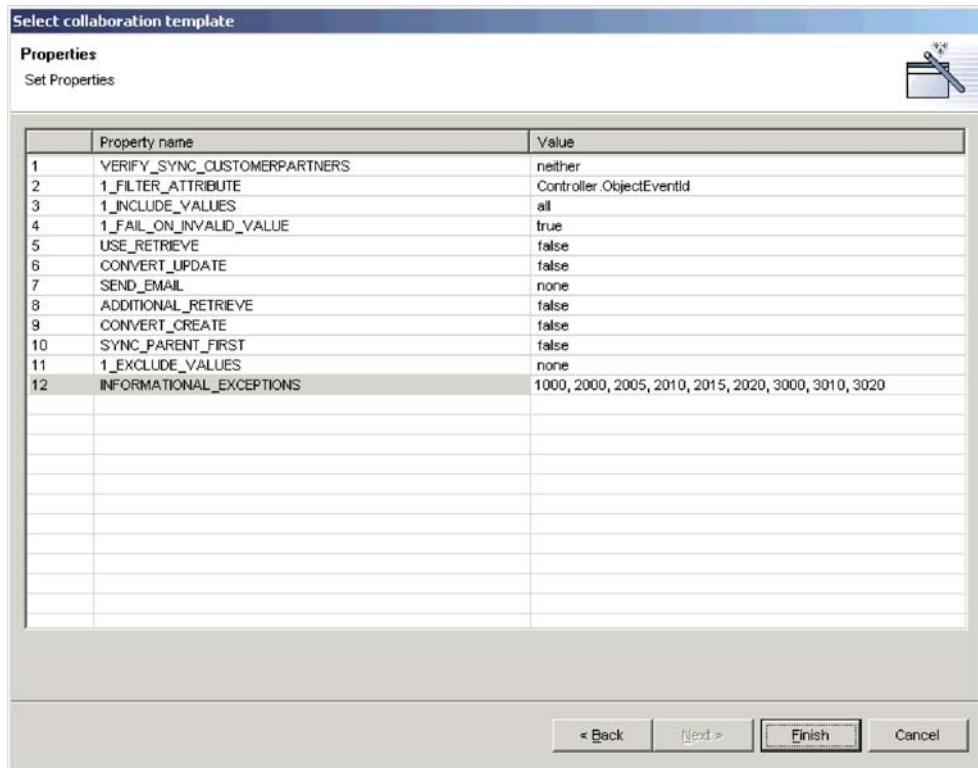 Select collaboration template
Properties
Set Properties
Property name Value
1 VERIFY_SYNC_CUSTOMERPARTNERS neither
2 1_FILTER_ATTRIBUTE Controller.ObjectEventId
3 1_INCLUDE_VALUES all
4 1_FAIL_ON_INVALID_VALUE true
5 USE_RETRIEVE false
6 CONVERT_UPDATE false
7 SEND_EMAIL none
8 ADDITIONAL_RETRIEVE false
9 CONVERT_CREATE false
10 SYNC_PARENT_FIRST false
11 1_EXCLUDE_VALUES none
12 INFORMATIONAL_EXCEPTIONS 1000, 2000, 2005, 2010, 2015, 2020, 3000, 3010, 3020
< Back Next > Finish Cancel